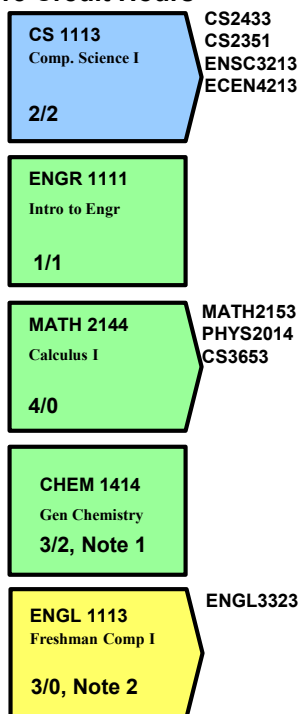 CS 1113
Comp. Science I
2/2
CS2433
CS2351
ENSC3213
ECEN4213
ENGR 1111
Intro to Engr
1/1
MATH 2144
Calculus I
4/0
MATH2153
PHYS2014
CS3653
CHEM 1414
Gen Chemistry
3/2, Note 1
ENGL 1113
Freshman Comp I
3/0, Note 2
ENGL3323